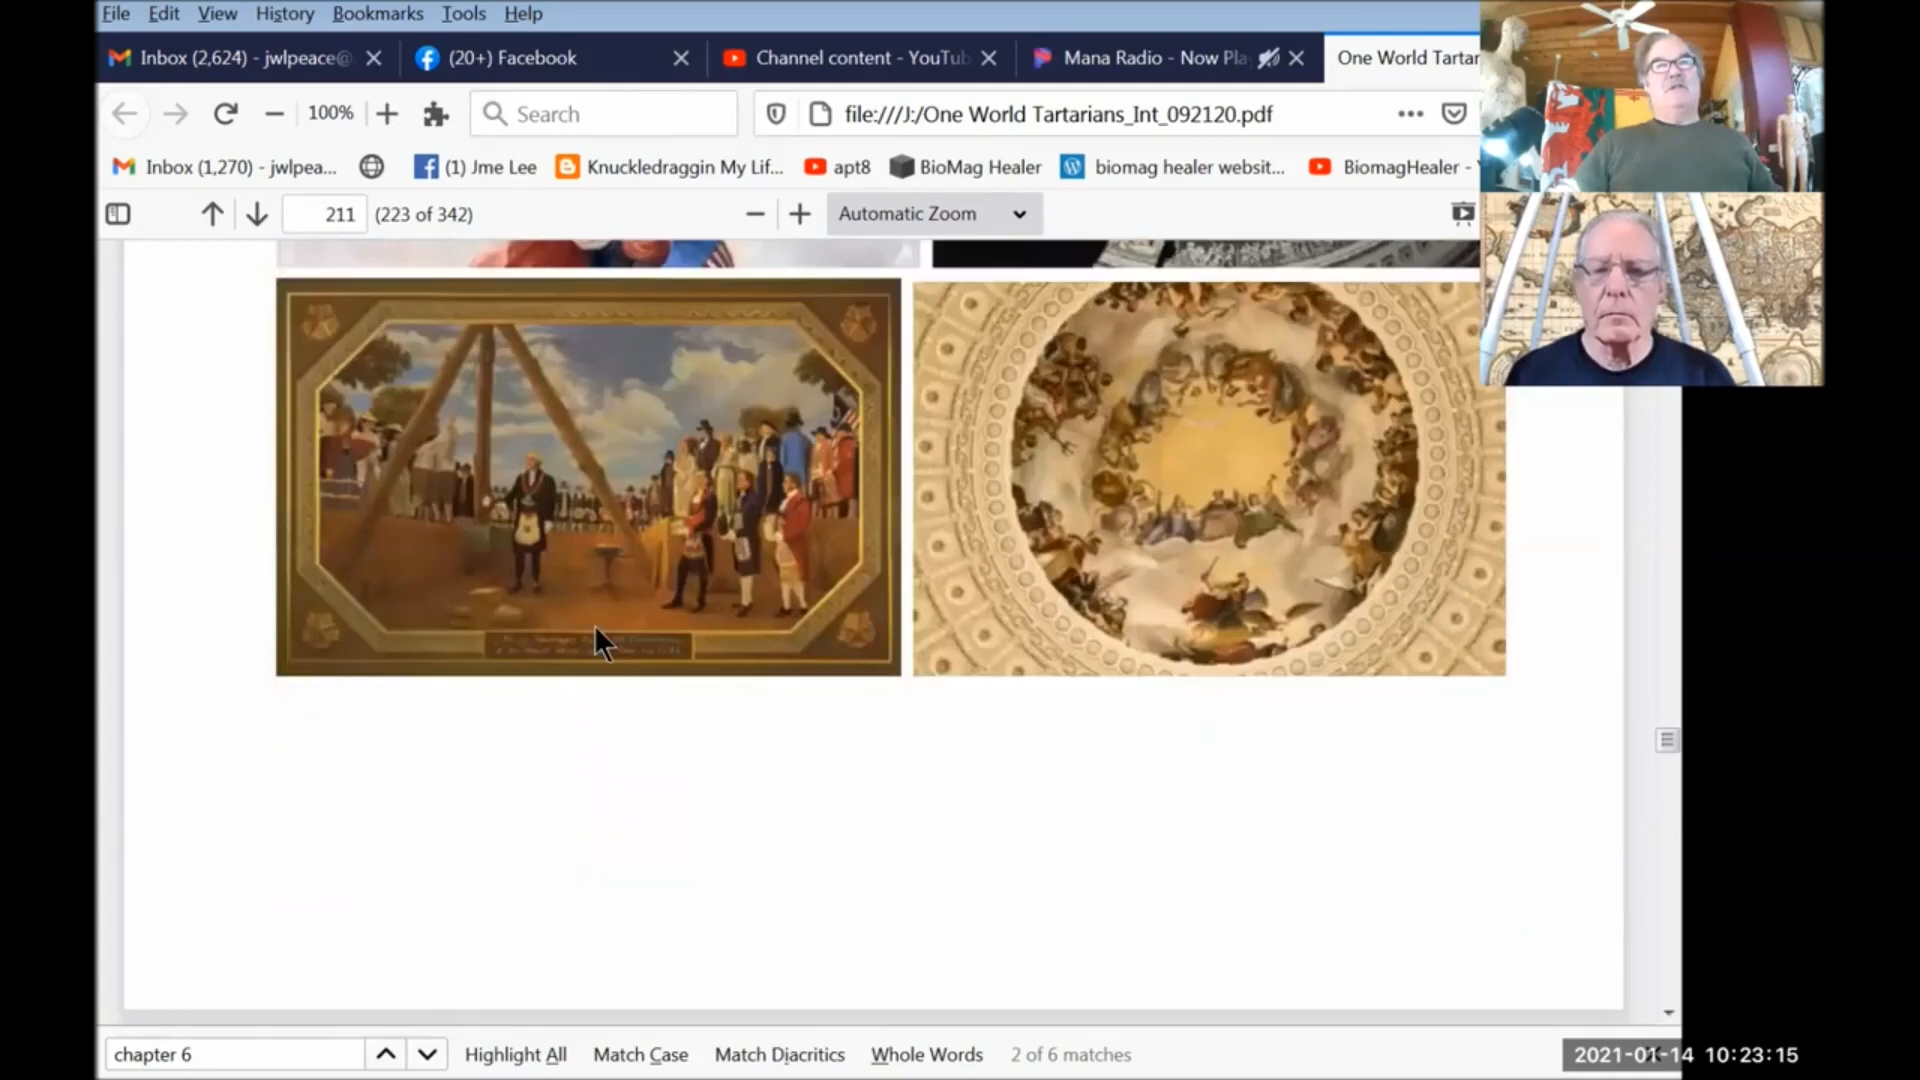 File Edit View History Bookmarks Tools Help
Inbox (2,624) - jwlpeace@
(20+) Facebook
Channel content - YouTub
Mana Radio - Now Pla
One World Tartar
100%
Search
file:///J:/One World Tartarians_Int_092120.pdf
Inbox (1,270) - jwlpea...
(1) Jme Lee
Knuckledraggin My Lif...
apt8
BioMag Healer
biomag healer websit...
BiomagHealer -
211 (223 of 342)
Automatic Zoom
chapter 6
Highlight All
Match Case
Match Diacritics
Whole Words
2 of 6 matches
2021-01-14 10:23:15